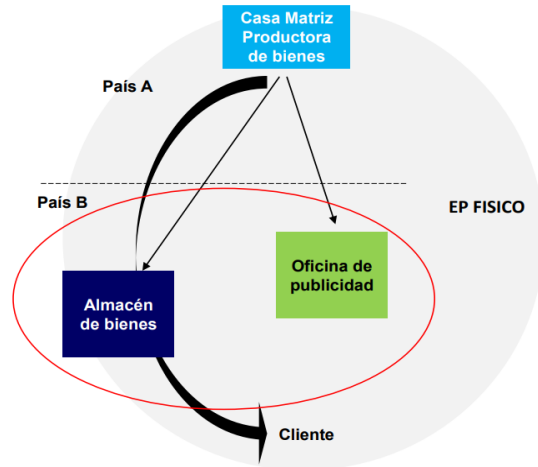 Casa Matriz
Productora
de bienes
País A
País B
EP FISICO
Oficina de
publicidad
Almacén
de bienes
Cliente